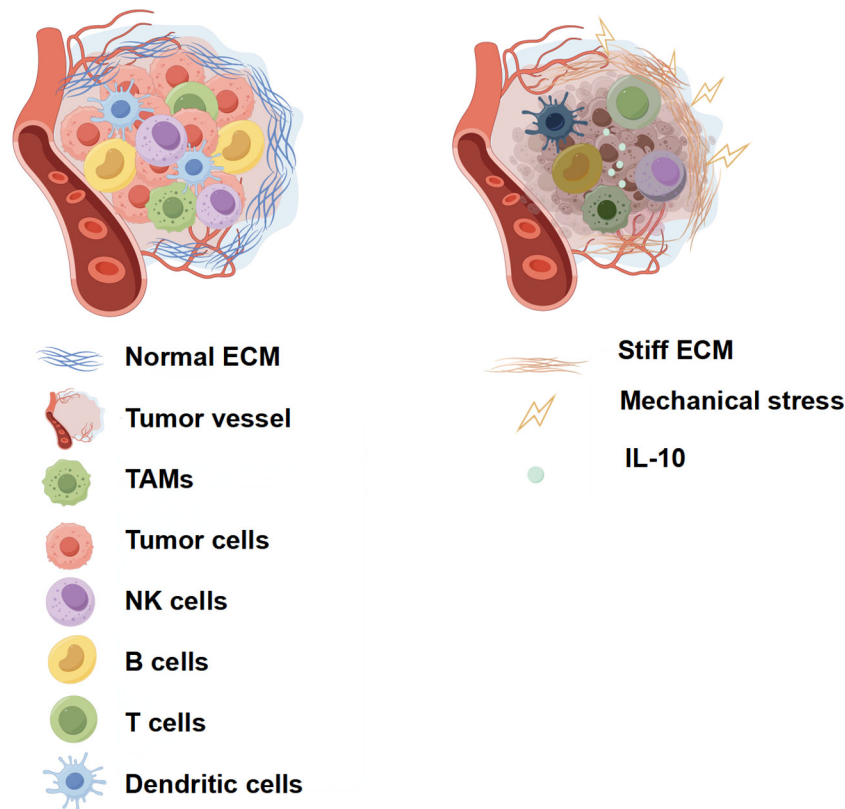 Normal ECM
Tumor vessel
TAMs
Tumor cells
NK cells
B cells
T cells
Dendritic cells
Stiff ECM
Mechanical stress
IL-10